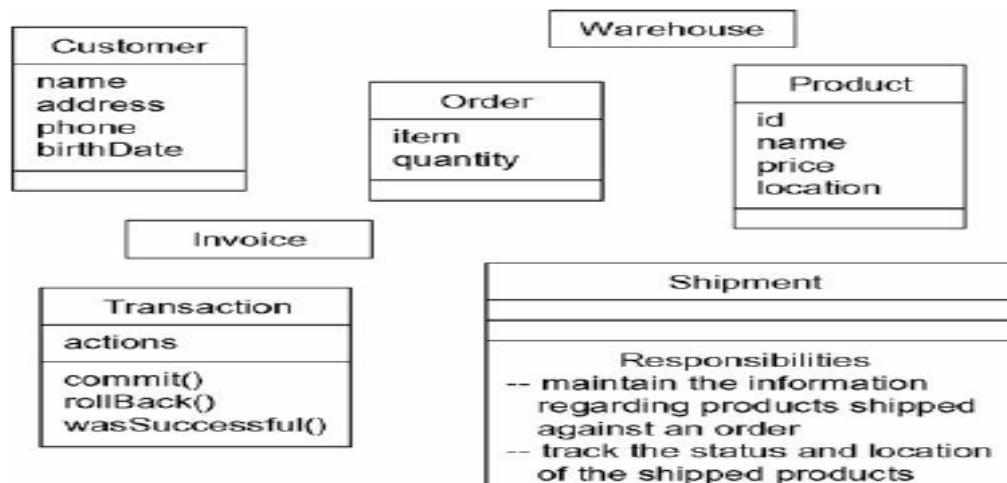 Customer
name
address
phone
birthDate
Warehouse
Order
item
quantity
Product
id
name
price
location
Invoice
Transaction
actions
commit()
rollBack()
wasSuccessful()
Shipment
Responsibilities
-- maintain the information
regarding products shipped
against an order
-- track the status and location
of the shipped products